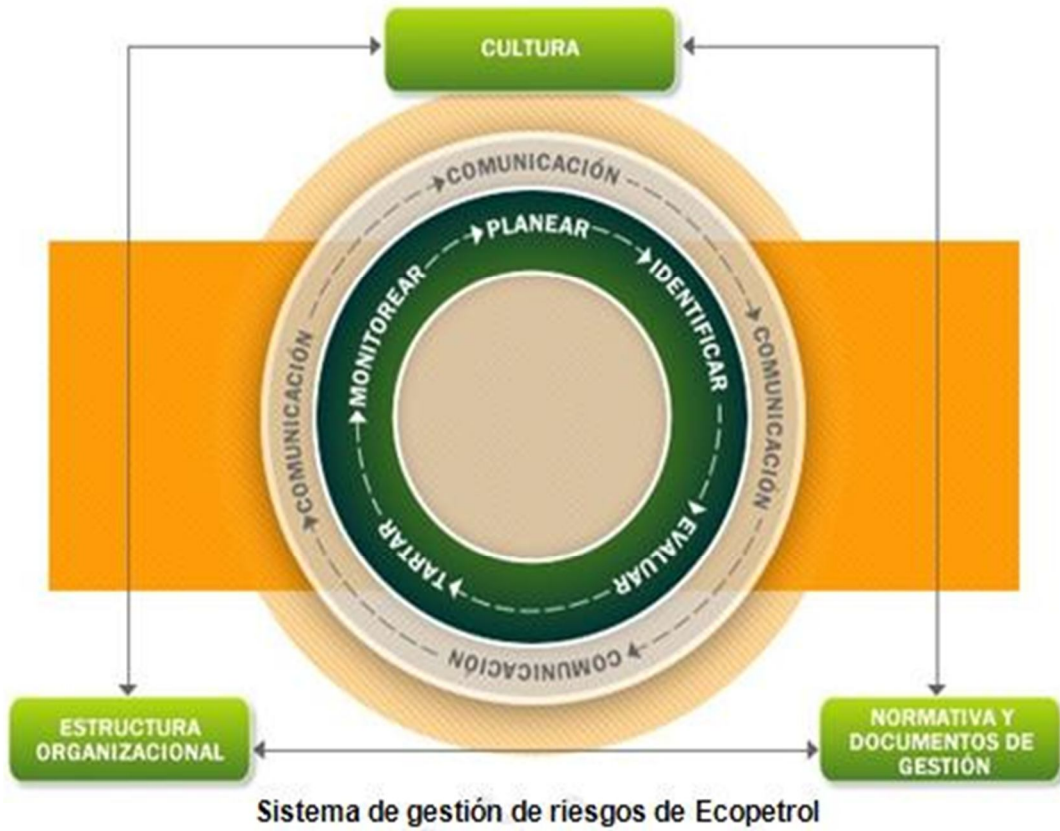 CULTURA
COMUNICACIÓN
PLANEAR
IDENTIFICAR
MONITOREAR
COMUNICACIÓN
COMUNICACIÓN
EVALUAR
TARTAR
COMUNICACIÓN
ESTRUCTURA
ORGANIZACIONAL
NORMATIVA Y
DOCUMENTOS DE
GESTIÓN
Sistema de gestión de riesgos de Ecopetrol